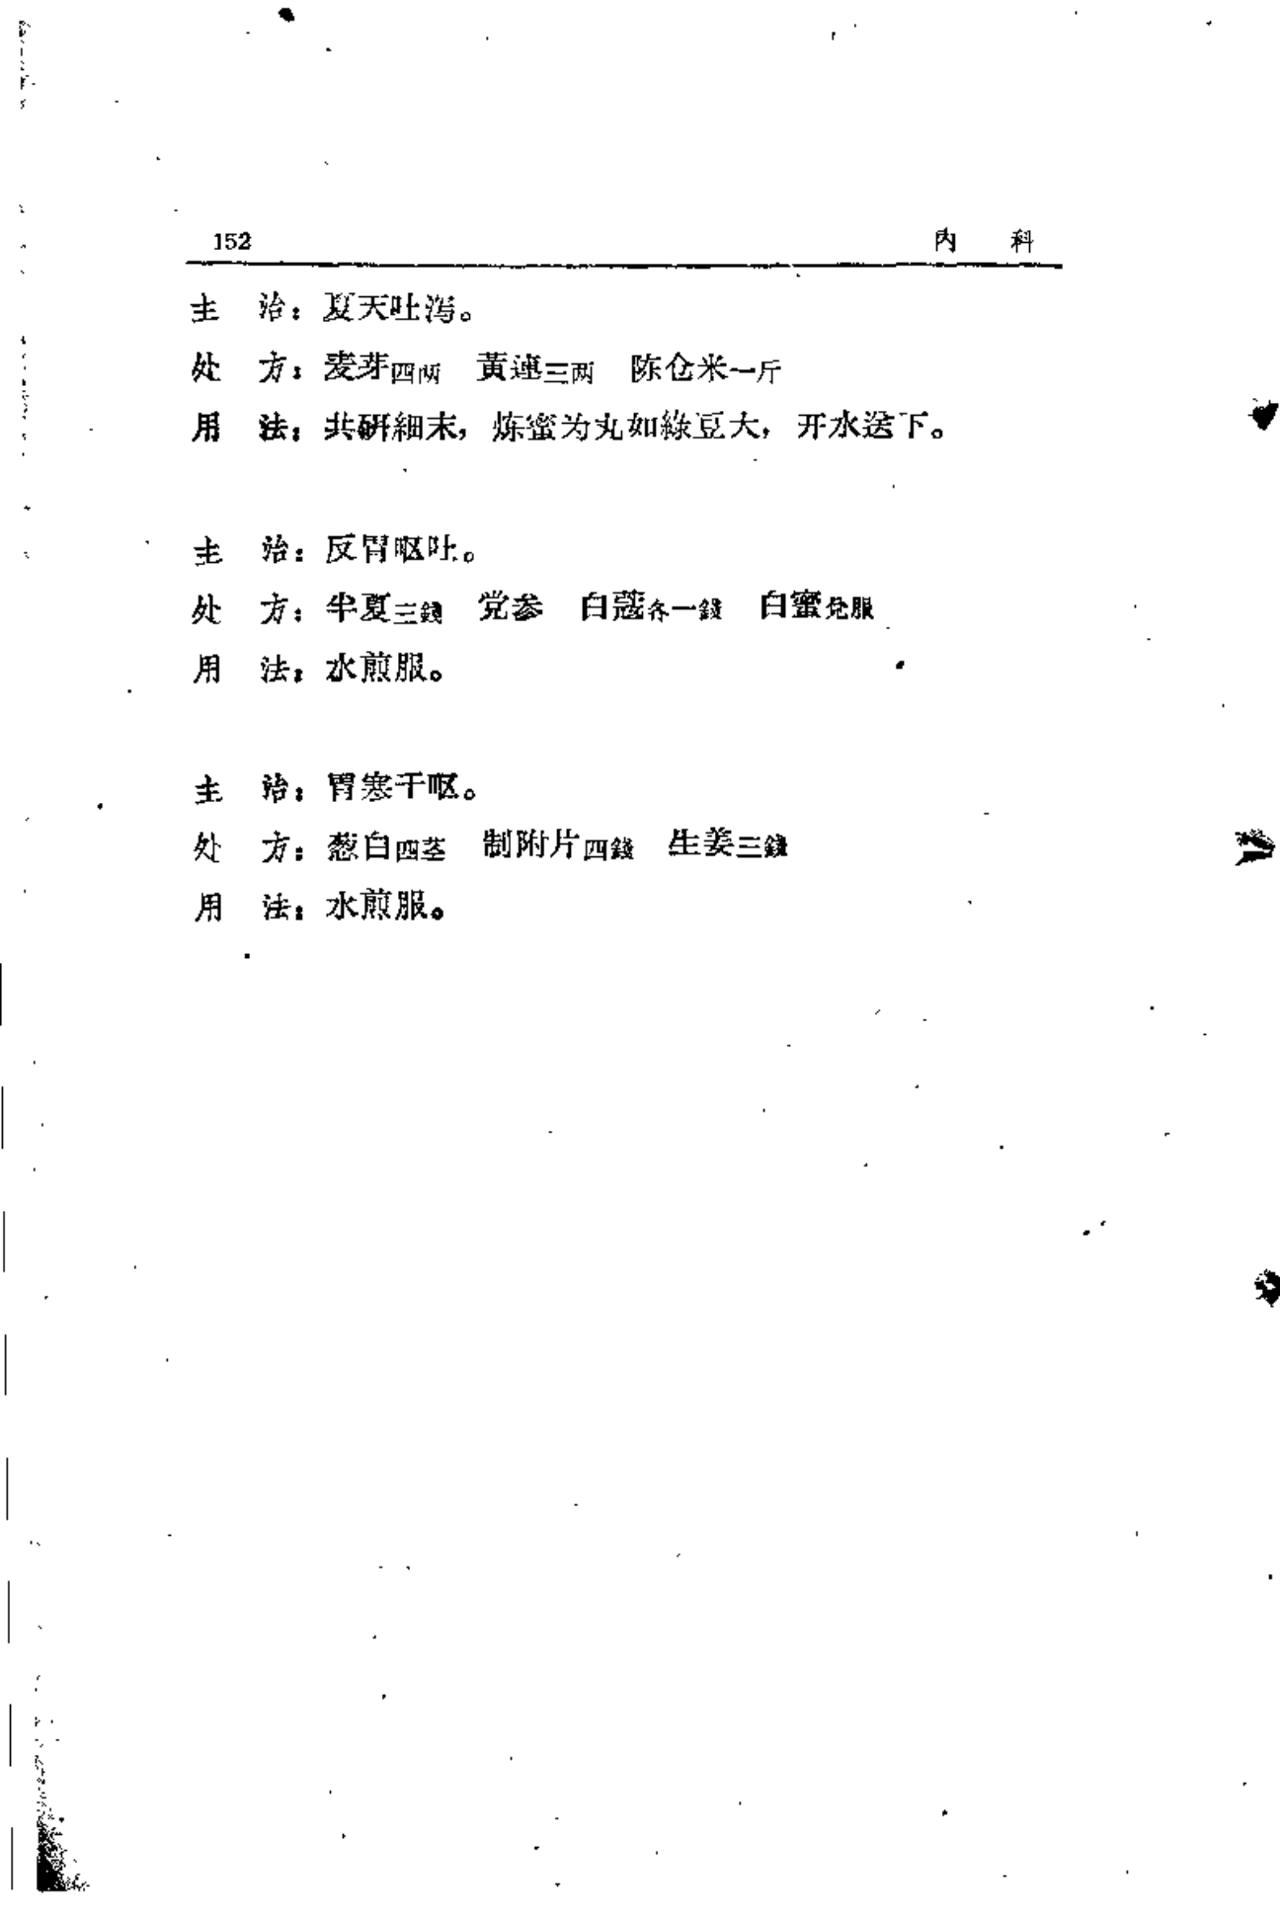 152 内 科
主 治：夏天吐泻。
处 方：麦芽四两 黄連三两 陈仓米一斤
用 法：共研細末，炼蜜为丸如綠豆大，开水送下。
主 治：反胃呕吐。
处 方：半夏三錢 党参 白蔻各一錢 白蜜兌服
用 法：水煎服。
主 治：胃寒干呕。
处 方：葱白四茎 制附片四錢 生姜三錢
用 法：水煎服。